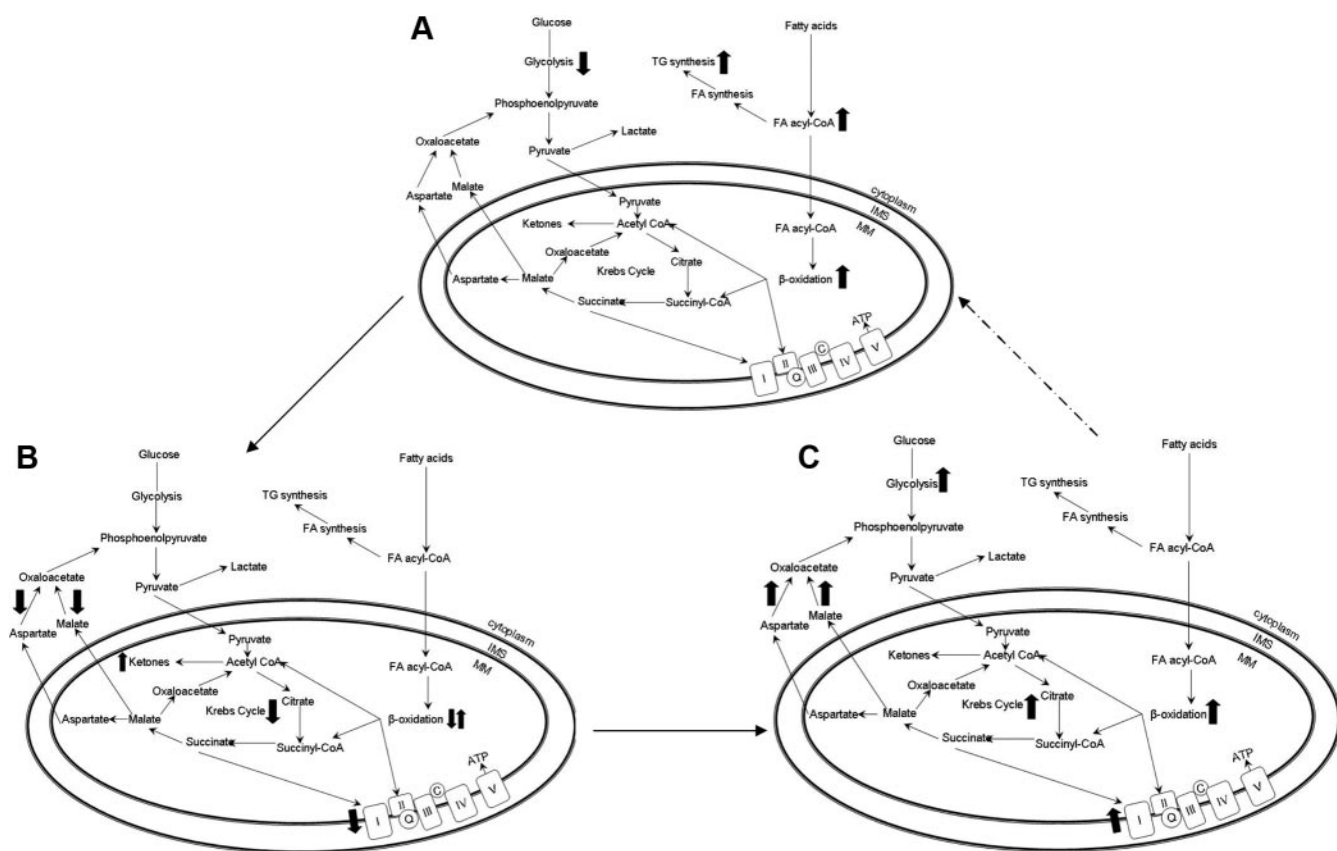 A
Glucose
Fatty acids
Glycolysis
TG synthesis
FA synthesis
Phosphoenolpyruvate
FA acyl-CoA
Lactate
Oxaloacetate
Pyruvate
Malate
Aspartate
cytoplasm
IMS
MM
Pyruvate
Ketones
Acetyl CoA
FA acyl-CoA
Oxaloacetate
Citrate
Krebs Cycle
Aspartate
Malate
β-oxidation
Succinate
Succinyl-CoA
ATP
I
II
Q
III
C
IV
V
B
Glucose
Fatty acids
Glycolysis
TG synthesis
FA synthesis
Phosphoenolpyruvate
FA acyl-CoA
Lactate
Oxaloacetate
Pyruvate
Malate
Aspartate
cytoplasm
IMS
MM
Pyruvate
Ketones
Acetyl CoA
FA acyl-CoA
Oxaloacetate
Citrate
Krebs Cycle
Aspartate
Malate
β-oxidation
Succinate
Succinyl-CoA
ATP
I
II
Q
III
C
IV
V
C
Glucose
Fatty acids
Glycolysis
TG synthesis
FA synthesis
Phosphoenolpyruvate
FA acyl-CoA
Lactate
Oxaloacetate
Pyruvate
Malate
Aspartate
cytoplasm
IMS
MM
Pyruvate
Ketones
Acetyl CoA
FA acyl-CoA
Oxaloacetate
Citrate
Krebs Cycle
Aspartate
Malate
β-oxidation
Succinate
Succinyl-CoA
ATP
I
II
Q
III
C
IV
V